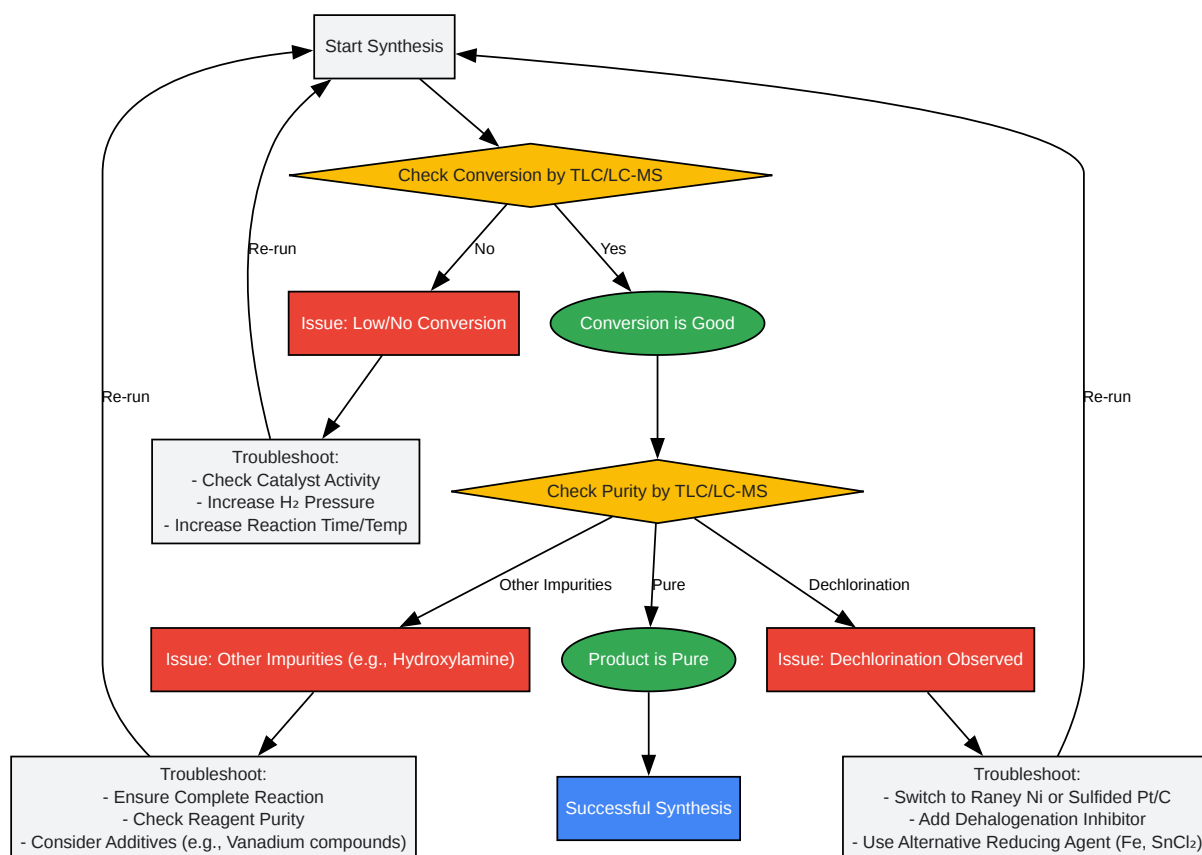 Start Synthesis
Check Conversion by TLC/LC-MS
Re-run
No
Yes
Issue: Low/No Conversion
Conversion is Good
Re-run
Re-run
Troubleshoot:
- Check Catalyst Activity
- Increase H₂ Pressure
- Increase Reaction Time/Temp
Check Purity by TLC/LC-MS
Other Impurities
Pure
Dechlorination
Issue: Other Impurities (e.g., Hydroxylamine)
Product is Pure
Issue: Dechlorination Observed
Troubleshoot:
- Ensure Complete Reaction
- Check Reagent Purity
- Consider Additives (e.g., Vanadium compounds)
Successful Synthesis
Troubleshoot:
- Switch to Raney Ni or Sulfided Pt/C
- Add Dehalogenation Inhibitor
- Use Alternative Reducing Agent (Fe, SnCl₂)